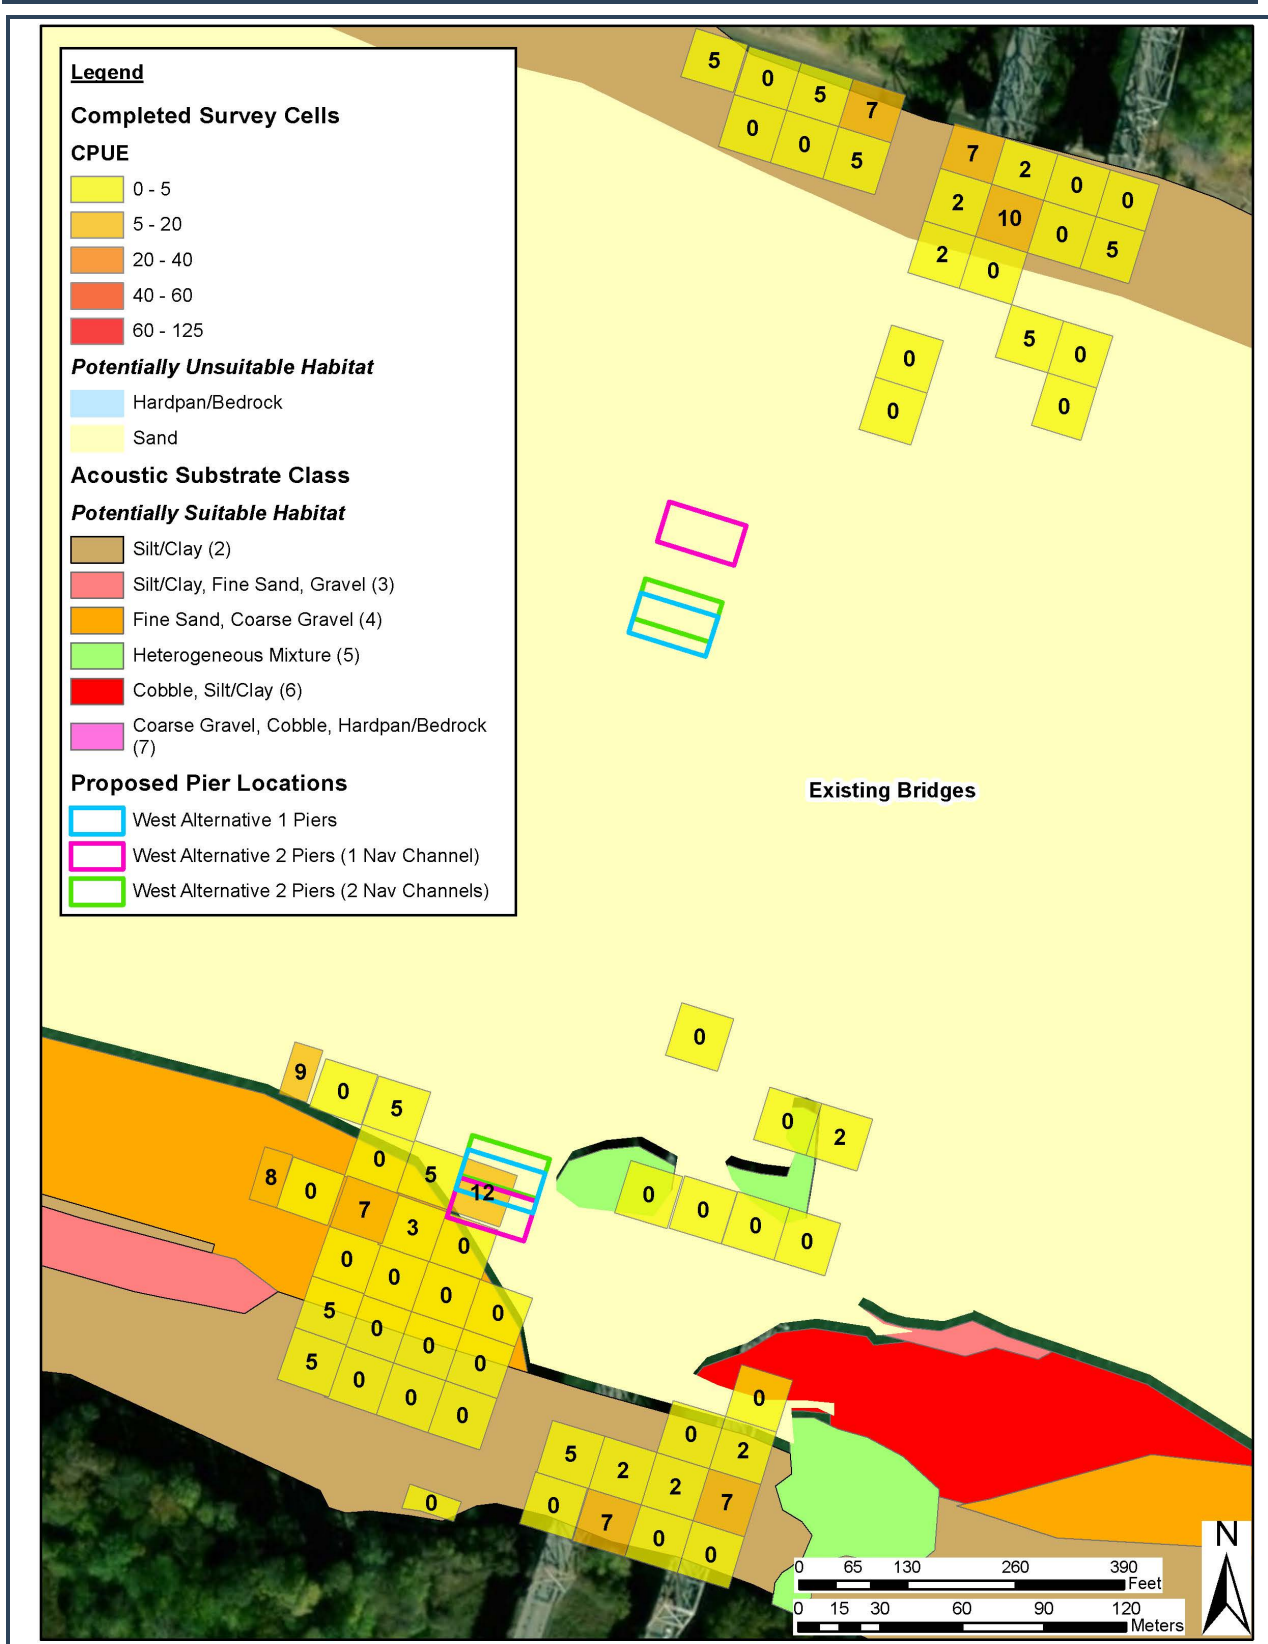 Legend
Completed Survey Cells
CPUE
0 - 5
5 - 20
20 - 40
40 - 60
60 - 125
Potentially Unsuitable Habitat
Hardpan/Bedrock
Sand
Acoustic Substrate Class
Potentially Suitable Habitat
Silt/Clay (2)
Silt/Clay, Fine Sand, Gravel (3)
Fine Sand, Coarse Gravel (4)
Heterogeneous Mixture (5)
Cobble, Silt/Clay (6)
Coarse Gravel, Cobble, Hardpan/Bedrock
(7)
Proposed Pier Locations
West Alternative 1 Piers
West Alternative 2 Piers (1 Nav Channel)
West Alternative 2 Piers (2 Nav Channels)
5 0 5 7
0 0 5
7 2 0 0
2 10 0 5
2 0
5 0
0
0
0
Existing Bridges
0
0 2
0 0 0 0
9 0 5
0 5 12
8 0 7 3 0
0 0 0 0
5 0 0 0
5 0 0 0
0
0
0 2
5 2 2 7
0 7 0 0
N
0 65 130 260 390
Feet
0 15 30 60 90 120
Meters